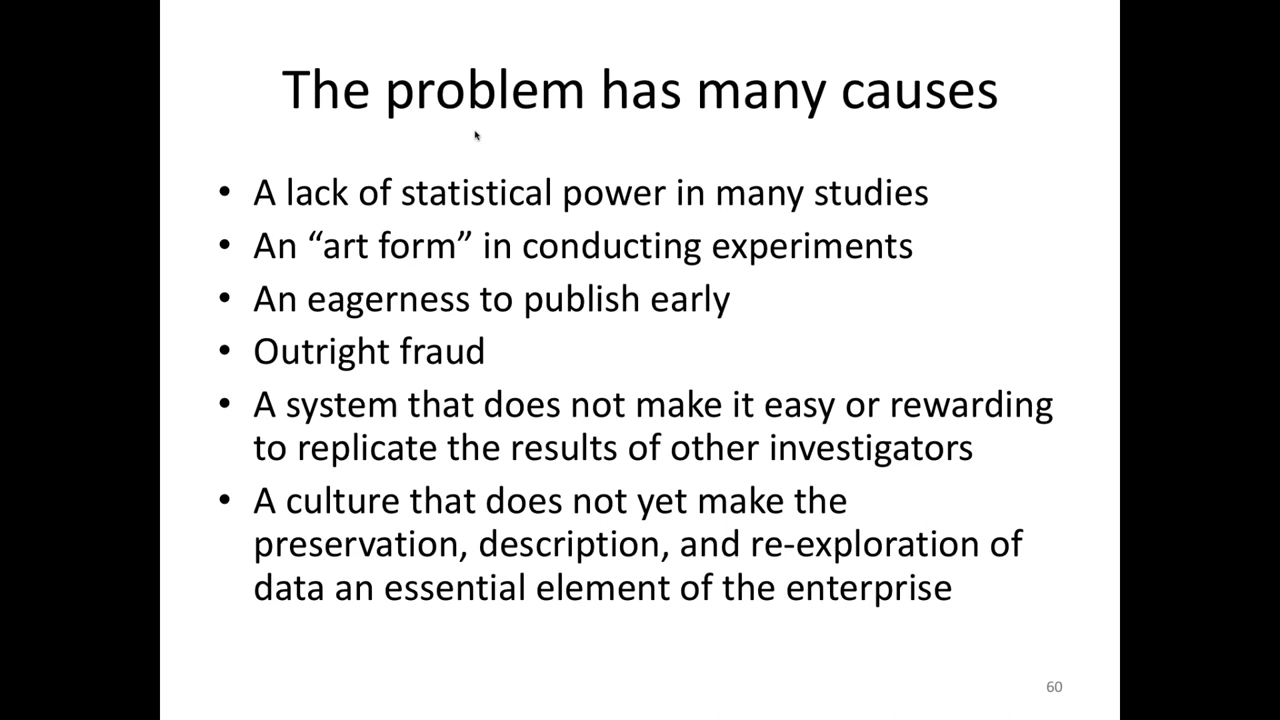 The problem has many causes
• A lack of statistical power in many studies
• An “art form” in conducting experiments
• An eagerness to publish early
• Outright fraud
• A system that does not make it easy or rewarding
to replicate the results of other investigators
• A culture that does not yet make the
preservation, description, and re-exploration of
data an essential element of the enterprise
60